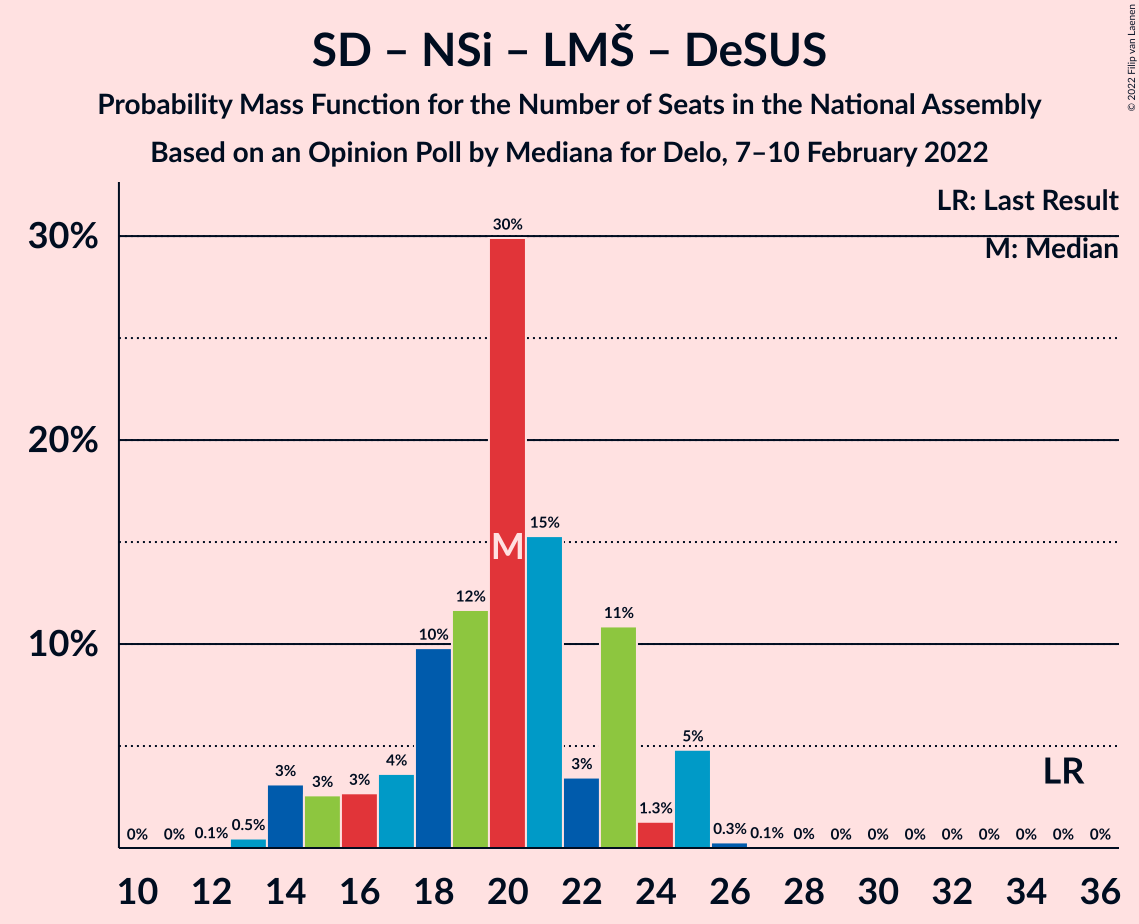 SD – NSi – LMŠ – DeSUS
Probability Mass Function for the Number of Seats in the National Assembly
Based on an Opinion Poll by Mediana for Delo, 7–10 February 2022
© 2022 Filip van Laenen
LR: Last Result
M: Median
30%
20%
10%
0% 0% 0.1% 0.5% 3% 3% 3% 4% 10% 12% 30% 15% 3% 11% 1.3% 5% 0.3% 0.1% 0% 0% 0% 0% 0% 0% 0% 0% 0%
M
LR
10 12 14 16 18 20 22 24 26 28 30 32 34 36